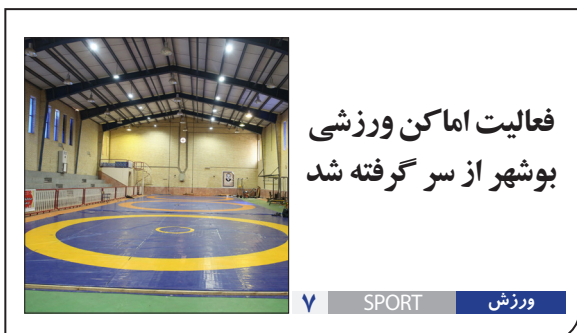 فعالیت اماکن ورزشی
بوشهر از سر گرفته شد
ورزش SPORT ۷